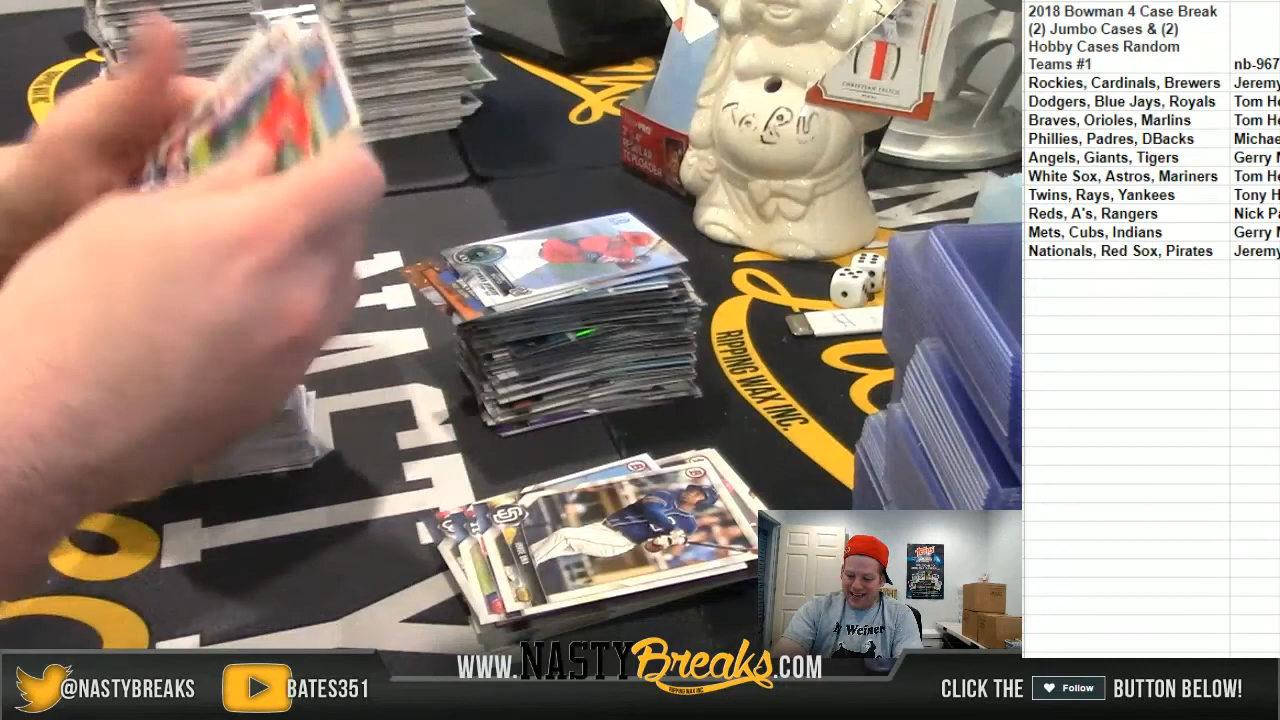 2018 Bowman 4 Case Break
(2) Jumbo Cases & (2)
Hobby Cases Random
Teams #1 nb-967
Rockies, Cardinals, Brewers Jeremy
Dodgers, Blue Jays, Royals Tom He
Braves, Orioles, Marlins Tom He
Phillies, Padres, DBacks Michae
Angels, Giants, Tigers Gerry M
White Sox, Astros, Mariners Tom He
Twins, Rays, Yankees Tony H
Reds, A's, Rangers Nick Pa
Mets, Cubs, Indians Gerry M
Nationals, Red Sox, Pirates Jeremy
RIPPING WAX INC.
Weiner
WWW.NASTYBreaks.COM
RIPPING WAX INC.
@NASTYBREAKS
BATES351
CLICK THE Follow BUTTON BELOW!